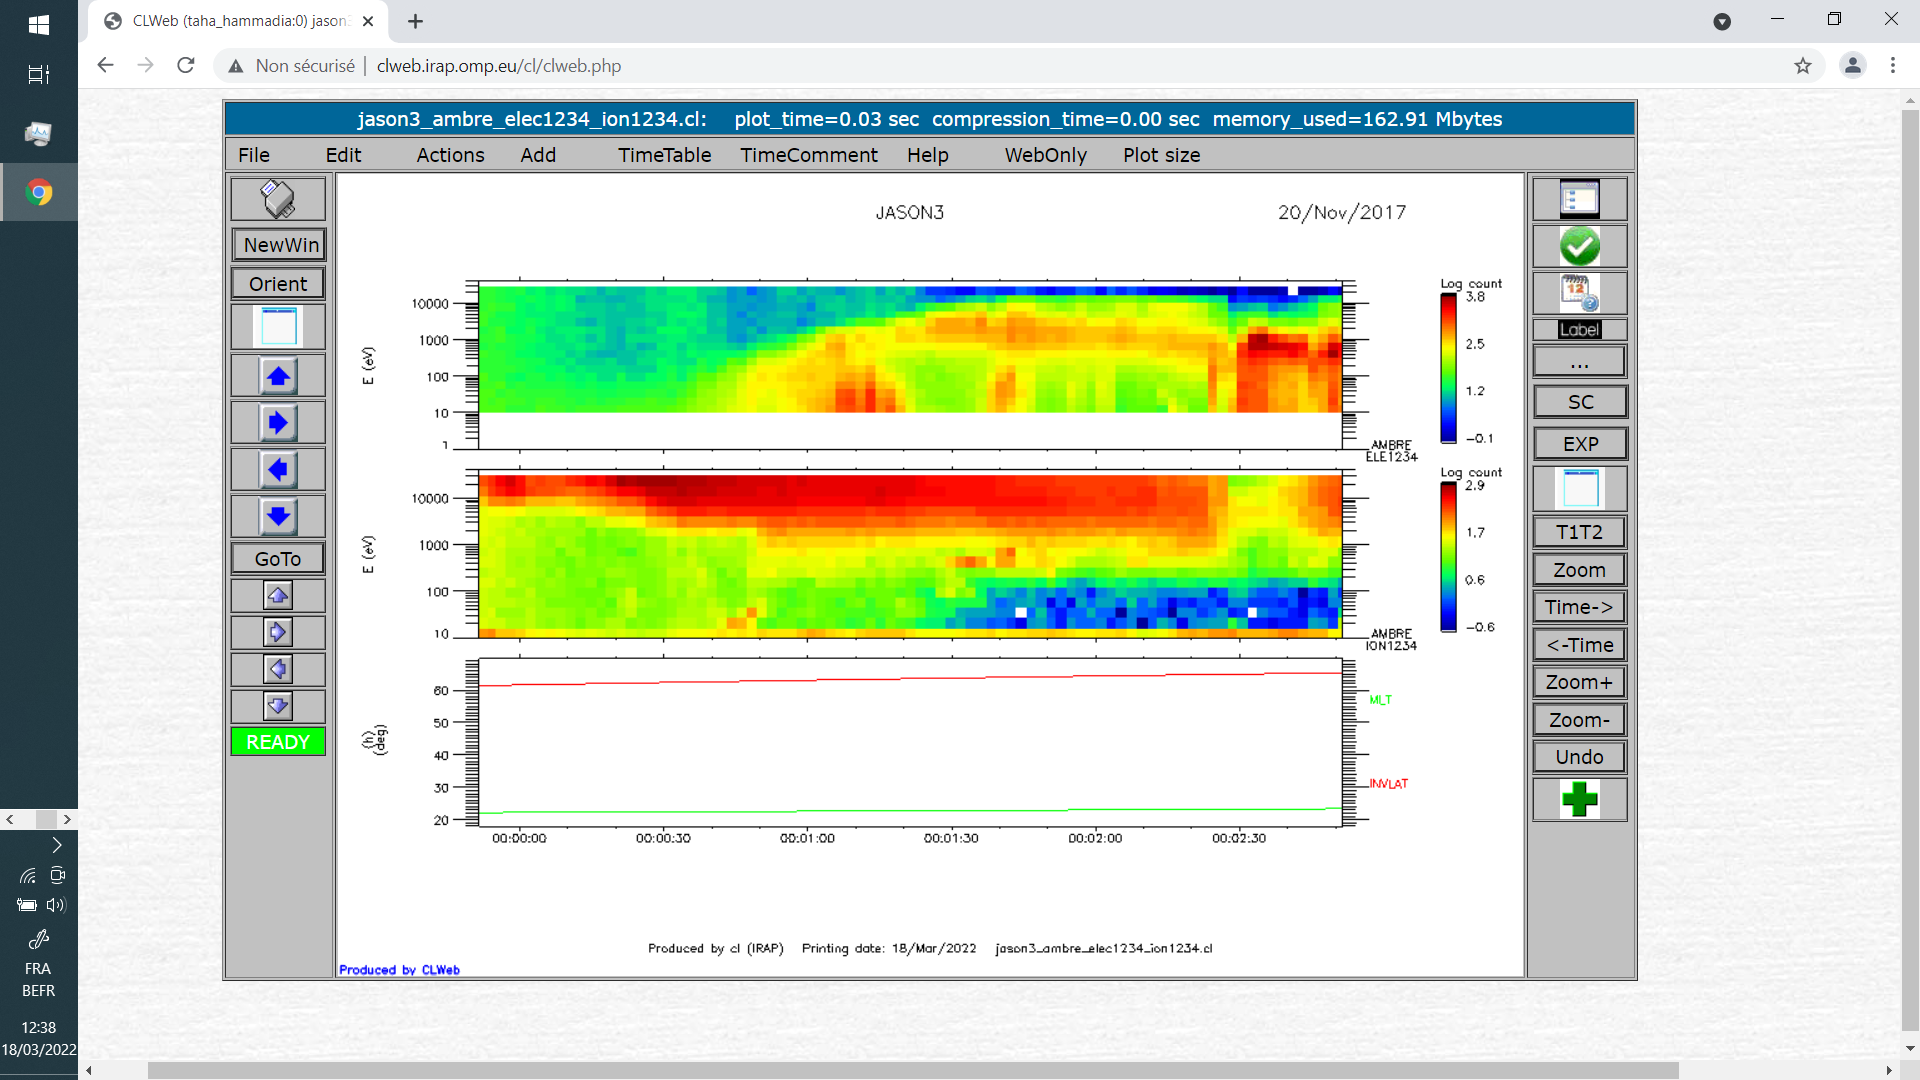 CLWeb (taha_hammadia:0) jason3
Non sécurisé | clweb.irap.omp.eu/cl/clweb.php
jason3_ambre_elec1234_ion1234.cl: plot_time=0.03 sec compression_time=0.00 sec memory_used=162.91 Mbytes
File Edit Actions Add TimeTable TimeComment Help WebOnly Plot size
NewWin
Orient
GoTo
READY
JASON3 20/Nov/2017
E (eV)
10000
1000
100
10
1
AMBRE
ELE1234
Log count
3.8
2.5
1.2
-0.1
E (eV)
10000
1000
100
10
AMBRE
ION1234
Log count
2.9
1.7
0.6
-0.6
(h)
(deg)
60
50
40
30
20
MLT
INVLAT
00:00:00 00:00:30 00:01:00 00:01:30 00:02:00 00:02:30
Produced by cl (IRAP) Printing date: 18/Mar/2022 jason3_ambre_elec1234_ion1234.cl
Produced by CLWeb
12
Label
...
SC
EXP
T1T2
Zoom
Time->
<-Time
Zoom+
Zoom-
Undo
FRA
BEFR
12:38
18/03/2022